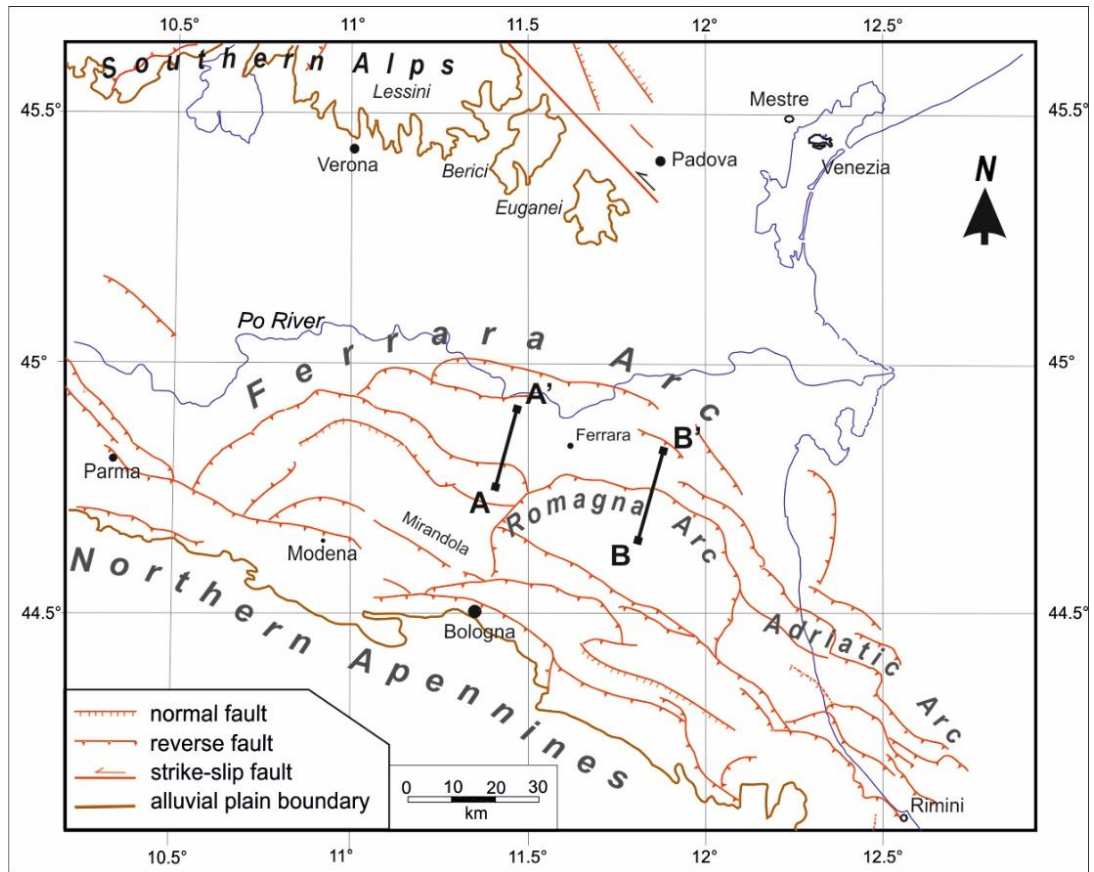 10.5° 11° 11.5 12° 12.5°
Southern Alps
Lessini
45.5° 45.5°
Mestre
Verona
Berici
Padova
Venezia
Euganei
N
Po River
45° 45°
Ferrara Arc
A'
Ferrara
B'
Parma
A
Romagna Arc
Mirandola
Modena
B
44.5° 44.5°
Bologna
Northern Apennines
Adriatic Arc
normal fault
reverse fault
strike-slip fault
alluvial plain boundary
0 10 20 30
km
Rimini
10.5° 11° 11.5° 12° 12.5°